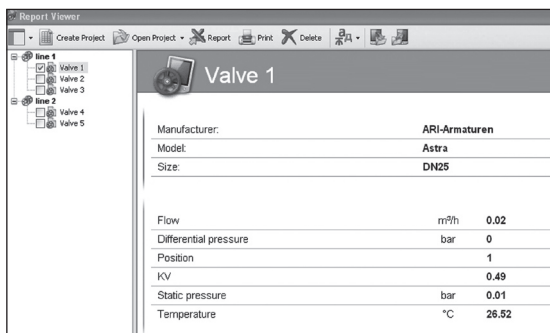 Report Viewer
Create Project Open Project Report Print Delete
line 1
Valve 1
Valve 2
Valve 3
line 2
Valve 4
Valve 5
Valve 1
Manufacturer: ARI-Armaturen
Model: Astra
Size: DN25
Flow m³/h 0.02
Differential pressure bar 0
Position 1
KV 0.49
Static pressure bar 0.01
Temperature °C 26.52